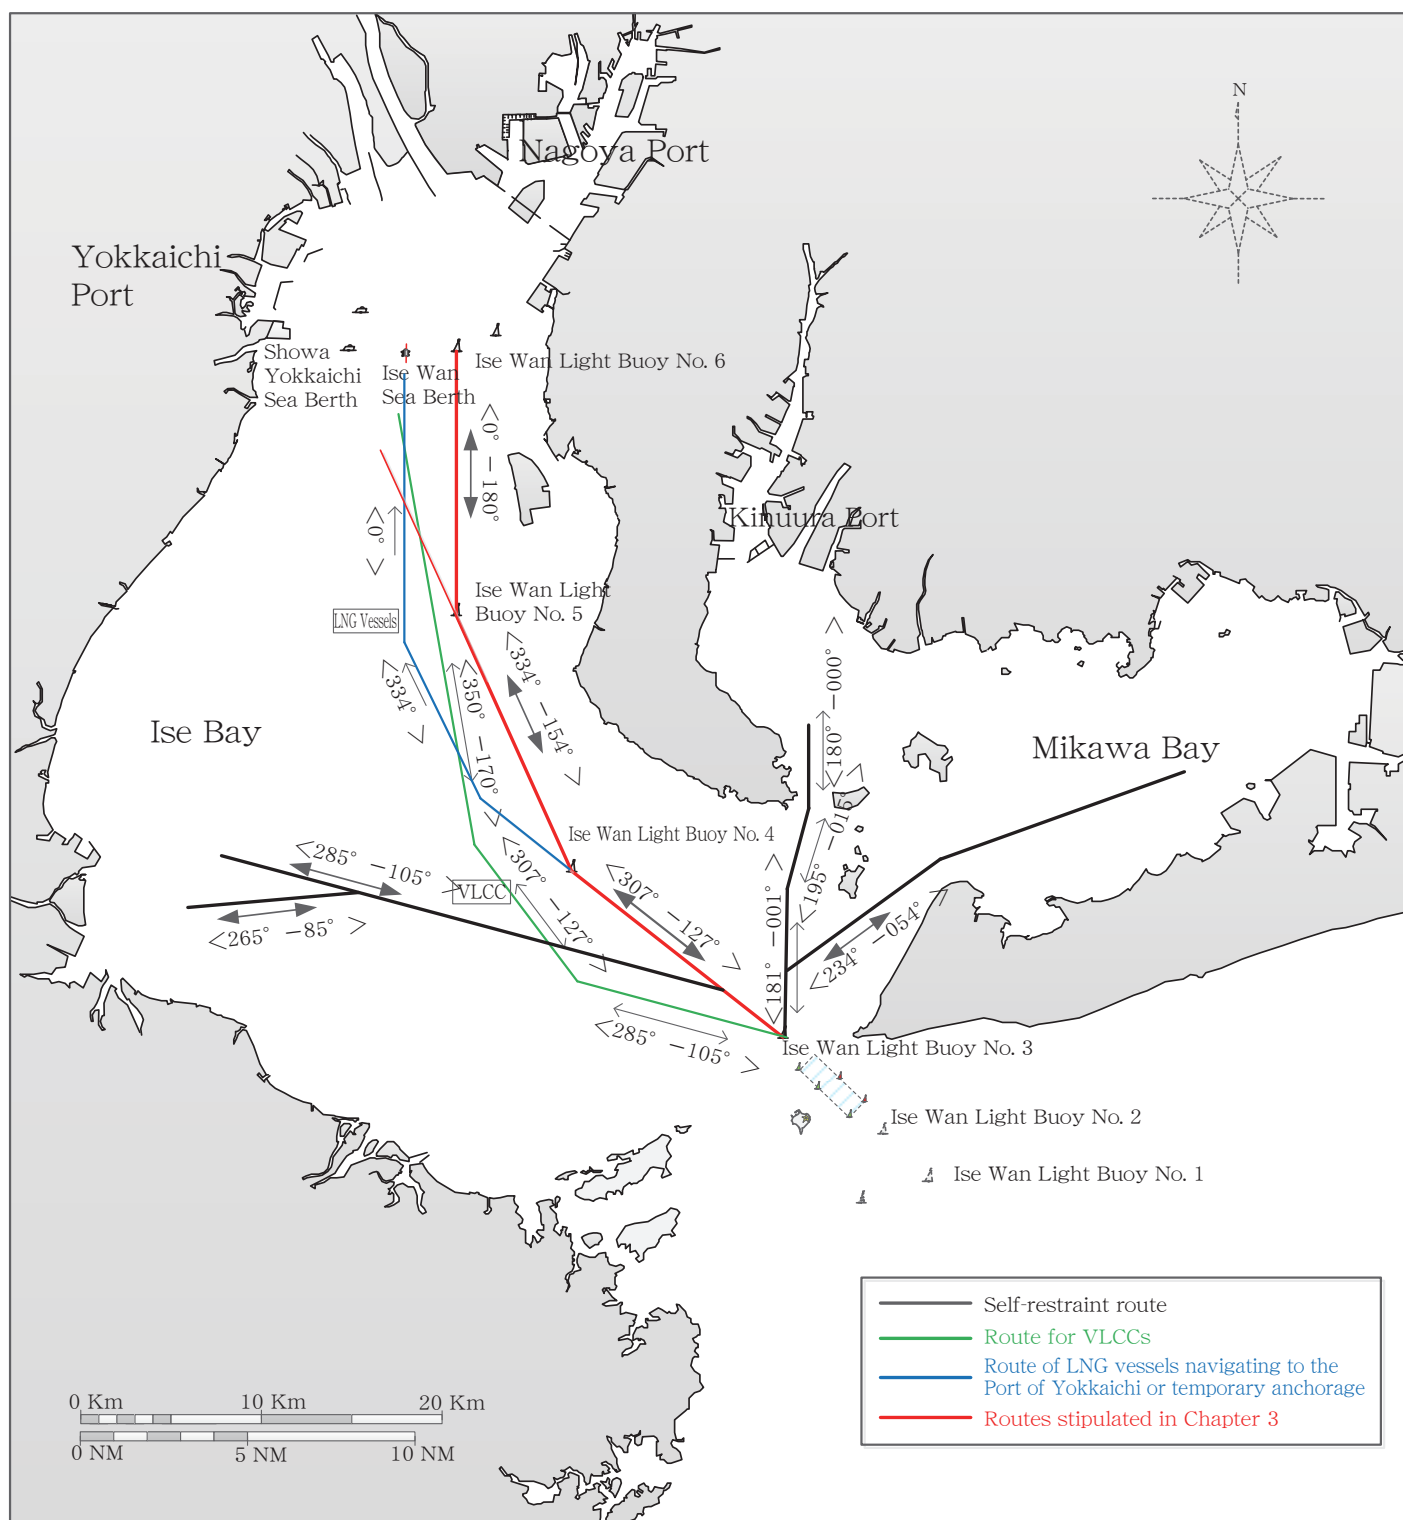 N
Nagoya Port
Yokkaichi
Port
Showa
Yokkaichi
Sea Berth
Ise Wan
Sea Berth
Ise Wan Light Buoy No. 6
<0° －180°
Kinuura Port
<0° >
Ise Wan Light
Buoy No. 5
LNG Vessels
<334° >
<350° －170° >
<334° －154° >
<180° －000° >
Ise Bay
Mikawa Bay
<195° －015° >
Ise Wan Light Buoy No. 4
<285° －105° >
VLCC
<307° －127° >
<307° －127° >
<181° －001° >
<234° －054° >
<265° －85° >
<285° －105° >
Ise Wan Light Buoy No. 3
Ise Wan Light Buoy No. 2
Ise Wan Light Buoy No. 1
Self-restraint route
Route for VLCCs
Route of LNG vessels navigating to the
Port of Yokkaichi or temporary anchorage
Routes stipulated in Chapter 3
0 Km 10 Km 20 Km
0 NM 5 NM 10 NM